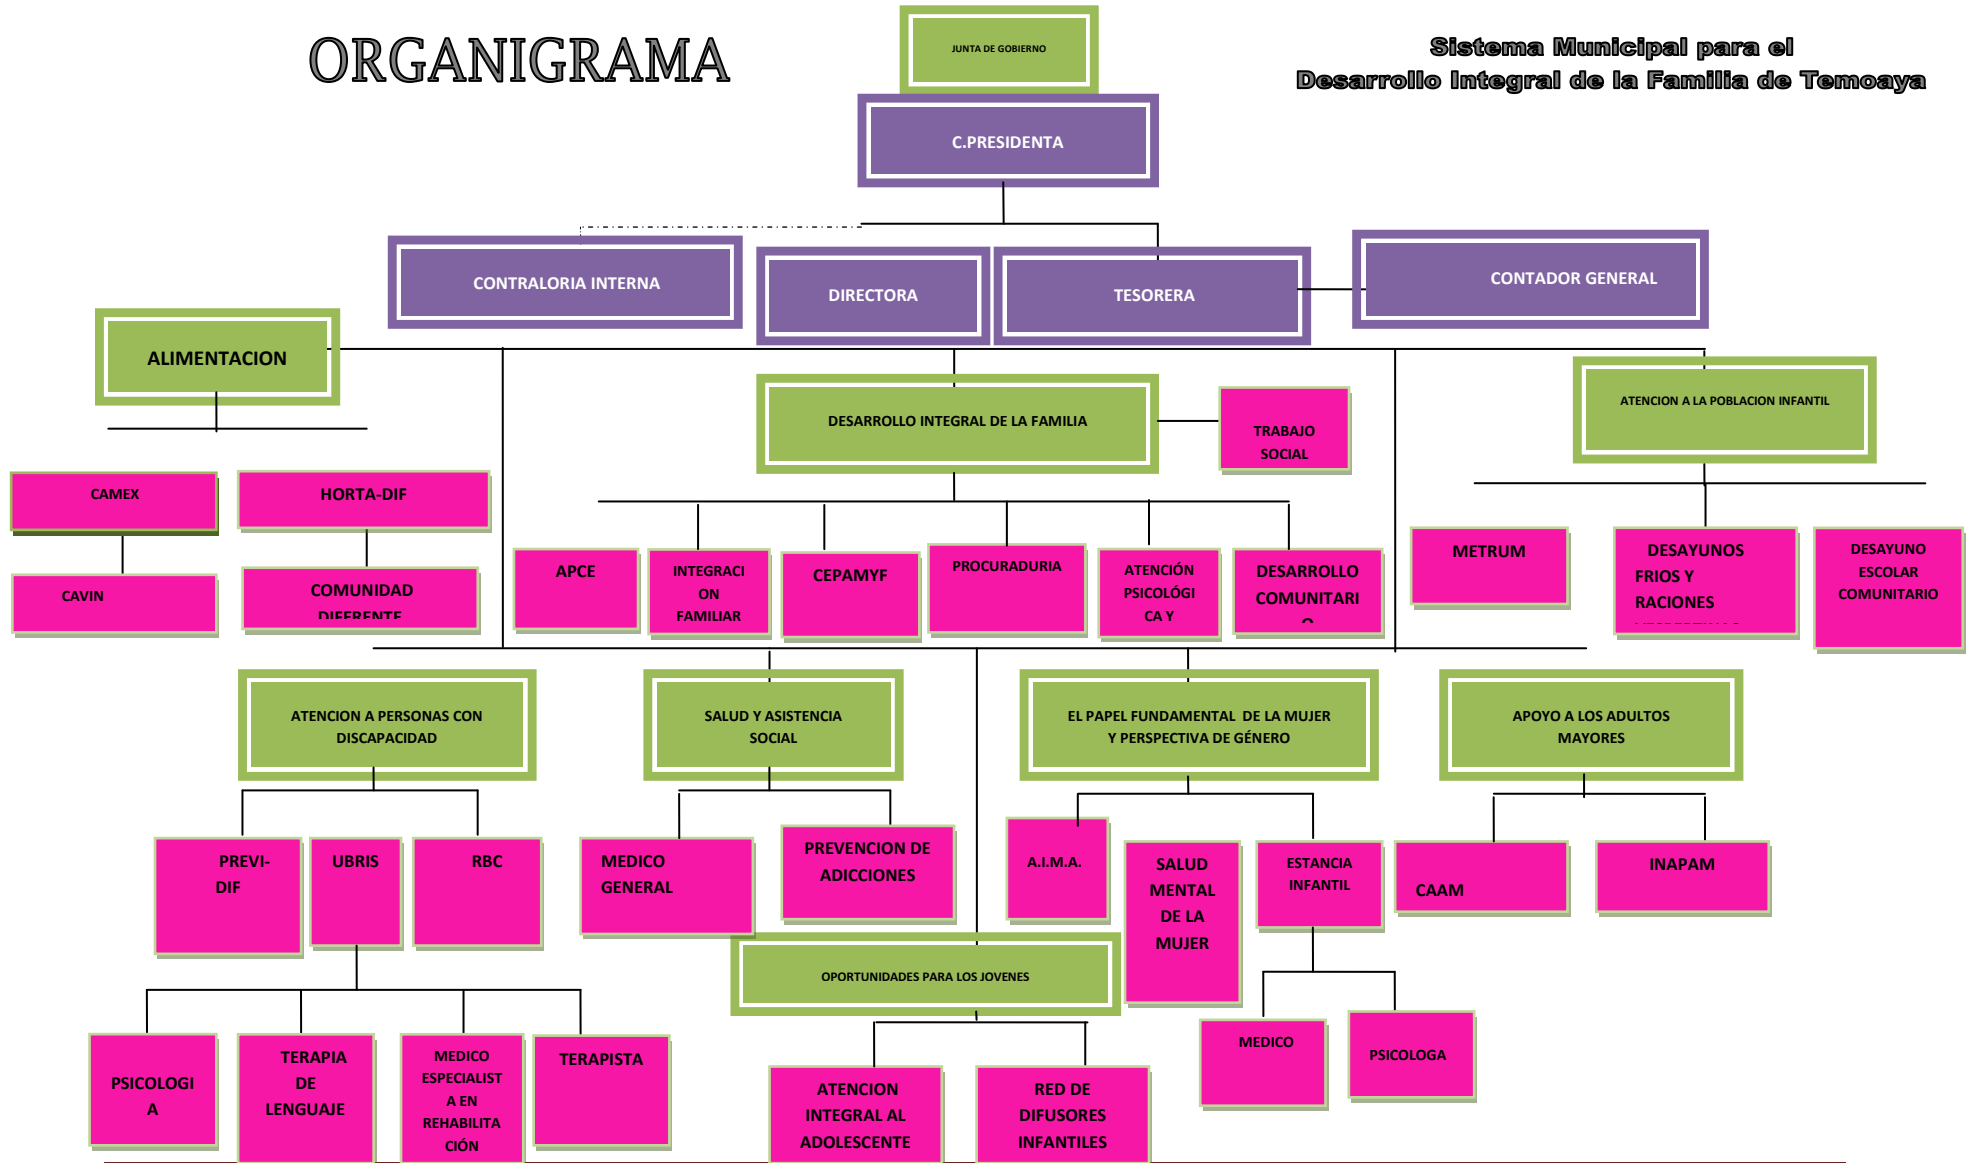 ORGANIGRAMA
JUNTA DE GOBIERNO
Sistema Municipal para el
Desarrollo Integral de la Familia de Temoaya
C.PRESIDENTA
CONTRALORIA INTERNA
DIRECTORA
TESORERA
CONTADOR GENERAL
ALIMENTACION
DESARROLLO INTEGRAL DE LA FAMILIA
TRABAJO
SOCIAL
ATENCION A LA POBLACION INFANTIL
CAMEX
HORTA-DIF
CAVIN
COMUNIDAD
DIFERENTE
APCE
INTEGRACI
ON
FAMILIAR
CEPAMYF
PROCURADURIA
ATENCIÓN
PSICOLÓGI
CA Y
DESARROLLO
COMUNITARI
O
METRUM
DESAYUNOS
FRIOS Y
RACIONES
DESAYUNO
ESCOLAR
COMUNITARIO
ATENCION A PERSONAS CON
DISCAPACIDAD
SALUD Y ASISTENCIA
SOCIAL
EL PAPEL FUNDAMENTAL DE LA MUJER
Y PERSPECTIVA DE GÉNERO
APOYO A LOS ADULTOS
MAYORES
PREVI-
DIF
UBRIS
RBC
MEDICO
GENERAL
PREVENCION DE
ADICCIONES
A.I.M.A.
SALUD
MENTAL
DE LA
MUJER
ESTANCIA
INFANTIL
CAAM
INAPAM
OPORTUNIDADES PARA LOS JOVENES
PSICOLOGI
A
TERAPIA
DE
LENGUAJE
MEDICO
ESPECIALIST
A EN
REHABILITA
CIÓN
TERAPISTA
ATENCION
INTEGRAL AL
ADOLESCENTE
RED DE
DIFUSORES
INFANTILES
MEDICO
PSICOLOGA